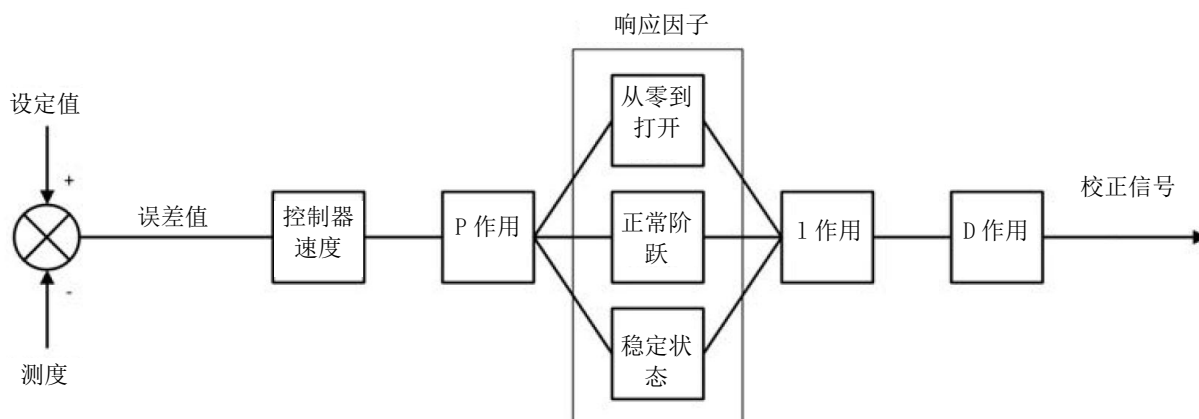 响应因子
设定值
从零到
打开
+
误差值
控制器
速度
P 作用
正常阶
跃
1 作用
D 作用
校正信号
-
测度
稳定状
态